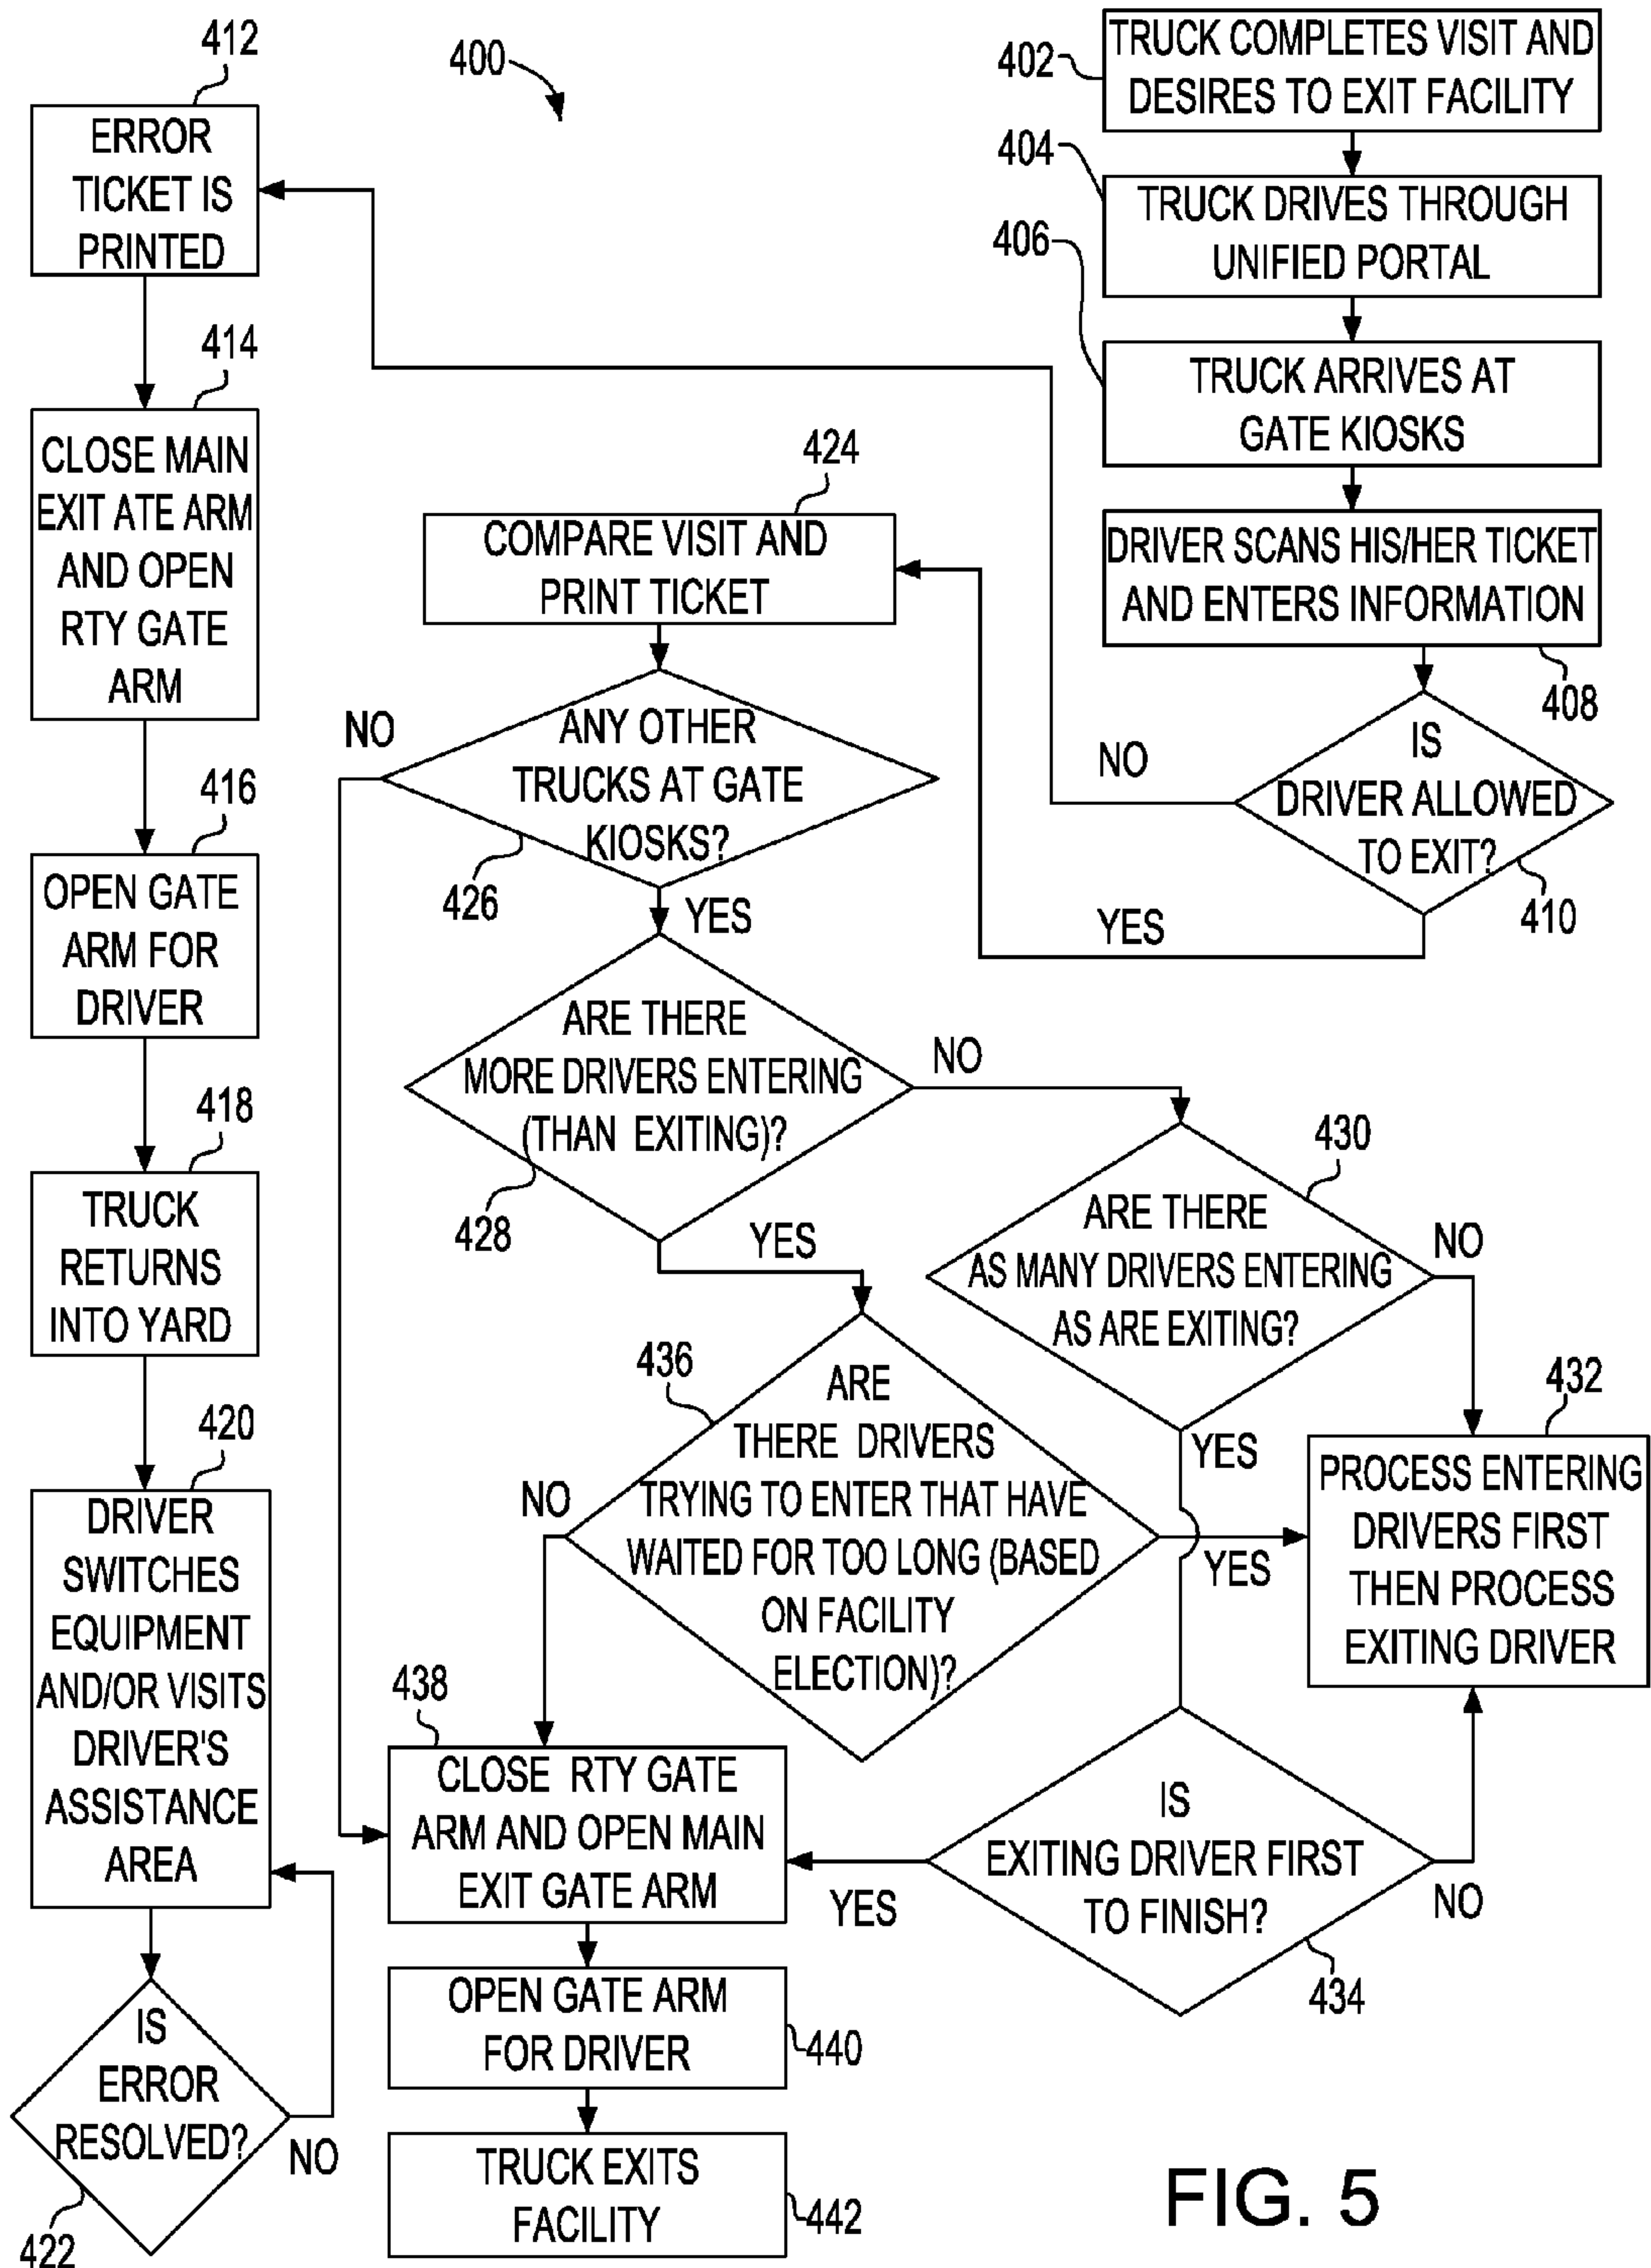 400
402
TRUCK COMPLETES VISIT AND
DESIRES TO EXIT FACILITY
404
TRUCK DRIVES THROUGH
UNIFIED PORTAL
406
TRUCK ARRIVES AT
GATE KIOSKS
DRIVER SCANS HIS/HER TICKET
AND ENTERS INFORMATION
408
IS
DRIVER ALLOWED
TO EXIT?
410
NO
YES
412
ERROR
TICKET IS
PRINTED
414
CLOSE MAIN
EXIT ATE ARM
AND OPEN
RTY GATE
ARM
416
OPEN GATE
ARM FOR
DRIVER
418
TRUCK
RETURNS
INTO YARD
420
DRIVER
SWITCHES
EQUIPMENT
AND/OR VISITS
DRIVER'S
ASSISTANCE
AREA
IS
ERROR
RESOLVED?
NO
422
424
COMPARE VISIT AND
PRINT TICKET
NO
ANY OTHER
TRUCKS AT GATE
KIOSKS?
426
YES
ARE THERE
MORE DRIVERS ENTERING
(THAN EXITING)?
428
NO
YES
430
ARE THERE
AS MANY DRIVERS ENTERING
AS ARE EXITING?
NO
YES
432
PROCESS ENTERING
DRIVERS FIRST
THEN PROCESS
EXITING DRIVER
436
ARE
THERE DRIVERS
TRYING TO ENTER THAT HAVE
WAITED FOR TOO LONG (BASED
ON FACILITY
ELECTION)?
NO
YES
IS
EXITING DRIVER FIRST
TO FINISH?
434
YES
NO
438
CLOSE RTY GATE
ARM AND OPEN MAIN
EXIT GATE ARM
OPEN GATE ARM
FOR DRIVER
440
TRUCK EXITS
FACILITY
442
FIG. 5